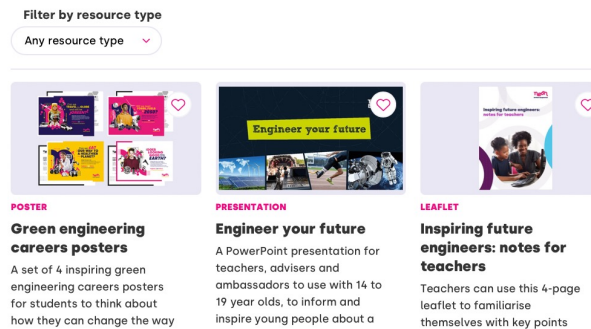 Filter by resource type
Any resource type
Engineer your future
Inspiring future engineers:
notes for teachers
POSTER
Green engineering
careers posters
A set of 4 inspiring green
engineering careers posters
for students to think about
how they can change the way
PRESENTATION
Engineer your future
A PowerPoint presentation for
teachers, advisers and
ambassadors to use with 14 to
19 year olds, to inform and
inspire young people about a
LEAFLET
Inspiring future
engineers: notes for
teachers
Teachers can use this 4-page
leaflet to familiarise
themselves with key points